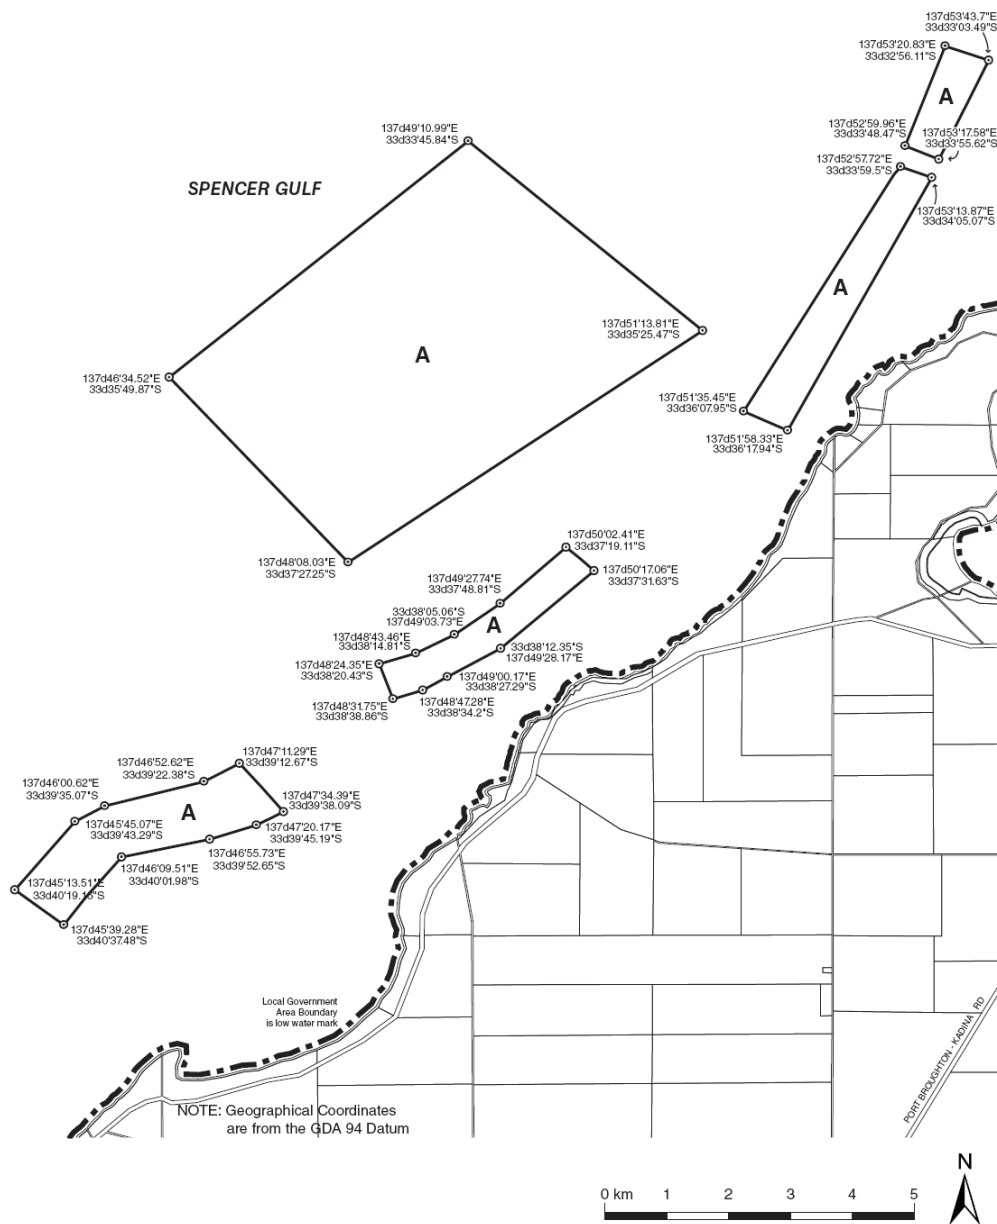 137d53'43.7"E
33d33'03.49"S
137d53'20.83"E
33d32'56.11"S
A
137d52'59.96"E
33d33'48.47"S
137d53'17.58"E
33d33'55.62"S
137d49'10.99"E
33d33'45.84"S
137d52'57.72"E
33d33'59.5"S
SPENCER GULF
137d53'13.87"E
33d34'05.07"S
A
137d51'13.81"E
33d35'25.47"S
A
137d46'34.52"E
33d35'49.87"S
137d51'35.45"E
33d36'07.95"S
137d51'58.33"E
33d36'17.94"S
137d48'08.03"E
33d37'27.25"S
137d50'02.41"E
33d37'19.11"S
137d50'17.06"E
33d37'31.63"S
137d49'27.74"E
33d37'48.81"S
33d38'05.06"S
137d49'03.73"E
A
137d48'43.46"E
33d38'14.81"S
33d38'12.35"S
137d49'28.17"E
137d48'24.35"E
33d38'20.43"S
137d49'00.17"E
33d38'27.29"S
137d48'31.75"E
33d38'38.86"S
137d48'47.28"E
33d38'34.2"S
137d47'11.29"E
33d39'12.67"S
137d46'52.62"E
33d39'22.38"S
137d46'00.62"E
33d39'35.07"S
137d47'34.39"E
33d39'38.09"S
A
137d45'45.07"E
33d39'43.29"S
137d47'20.17"E
33d39'45.19"S
137d46'55.73"E
33d39'52.65"S
137d46'09.51"E
33d40'01.98"S
137d45'13.51"E
33d40'19.16"S
137d45'39.28"E
33d40'37.48"S
Local Government
Area Boundary
is low water mark
PORT BROUGHTON - KADINA RD
NOTE: Geographical Coordinates
are from the GDA 94 Datum
N
0 km 1 2 3 4 5